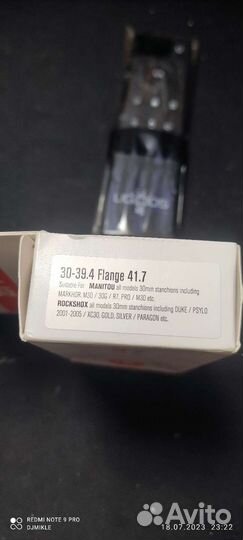 30-39.4 Flange 41.7
Suitable For MANITOU all models 30mm stanchions including
MARKHOR, M30 / 30G / R7, PRO / M30 etc.
ROCKSHOX all models 30mm stanchions including DUKE / PSYLO
2001-2005 / XC30, GOLD, SILVER / PARAGON etc.
REDMI NOTE 9 PRO
DJMIKLE
Avito
18.07.2023 23:22